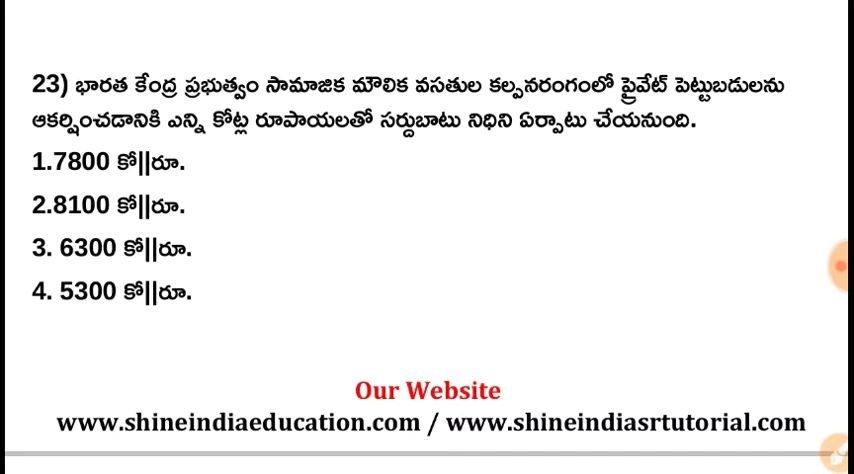 23) భారత కేంద్ర ప్రభుత్వం సామాజిక మౌలిక వసతుల కల్పనరంగంలో ప్రైవేట్ పెట్టుబడులను
ఆకర్షించడానికి ఎన్ని కోట్ల రూపాయలతో సర్దుబాటు నిధిని ఏర్పాటు చేయనుంది.
1.7800 కో||రూ.
2.8100 కో||రూ.
3. 6300 కో||రూ.
4. 5300 కో||రూ.
Our Website
www.shineindiaeducation.com / www.shineindiasrtutorial.com